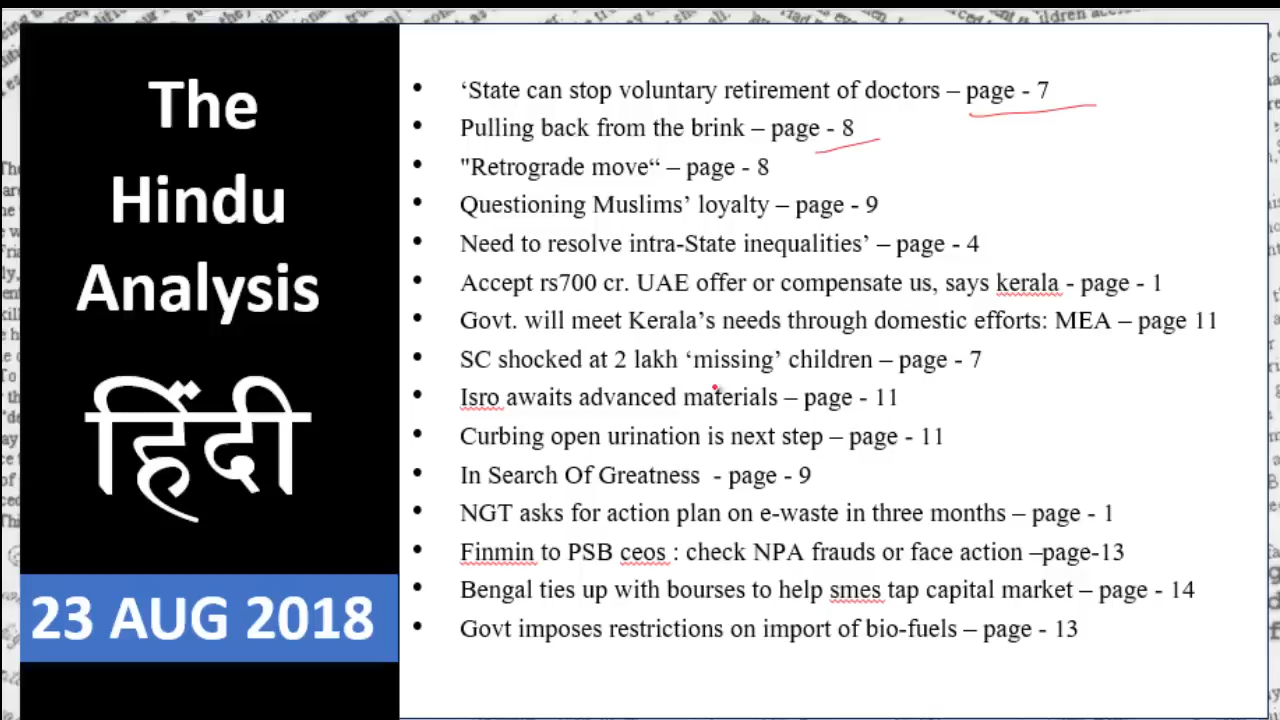 The
Hindu
Analysis
हिंदी
23 AUG 2018
• ‘State can stop voluntary retirement of doctors – page - 7
• Pulling back from the brink – page - 8
• "Retrograde move“ – page - 8
• Questioning Muslims’ loyalty – page - 9
• Need to resolve intra-State inequalities’ – page - 4
• Accept rs700 cr. UAE offer or compensate us, says kerala - page - 1
• Govt. will meet Kerala’s needs through domestic efforts: MEA – page 11
• SC shocked at 2 lakh ‘missing’ children – page - 7
• Isro awaits advanced materials – page - 11
• Curbing open urination is next step – page - 11
• In Search Of Greatness - page - 9
• NGT asks for action plan on e-waste in three months – page - 1
• Finmin to PSB ceos : check NPA frauds or face action –page-13
• Bengal ties up with bourses to help smes tap capital market – page - 14
• Govt imposes restrictions on import of bio-fuels – page - 13